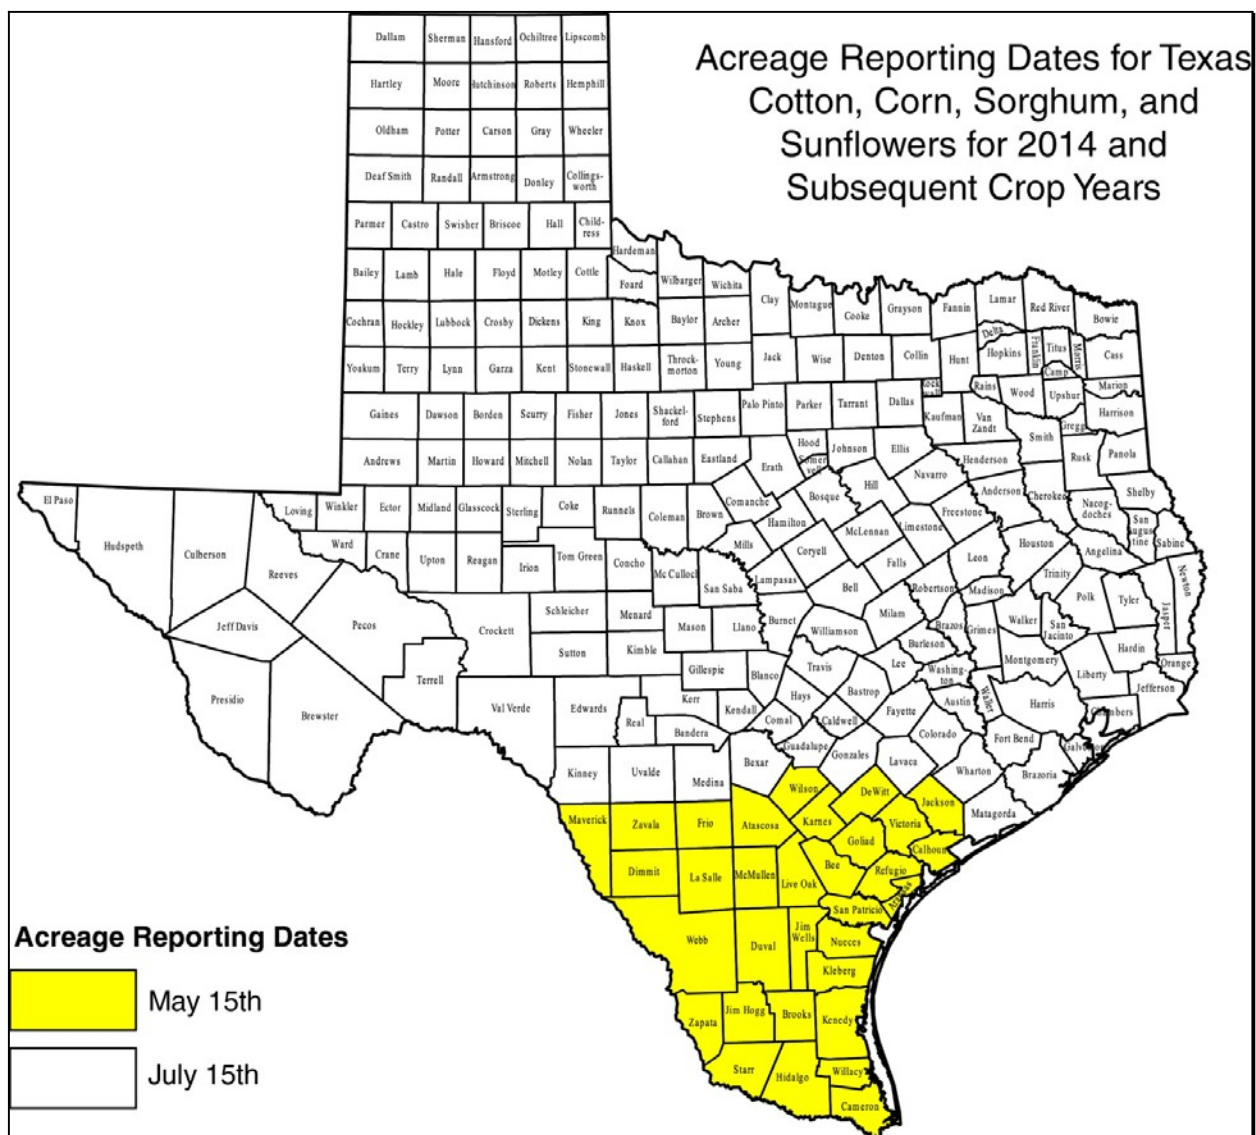 Acreage Reporting Dates for Texas
Cotton, Corn, Sorghum, and
Sunflowers for 2014 and
Subsequent Crop Years
Dallam Sherman Hansford Ochiltree Lipscomb
Hartley Moore Hutchinson Roberts Hemphill
Oldham Potter Carson Gray Wheeler
Deaf Smith Randall Armstrong Donley Collings-
worth
Parmer Castro Swisher Briscoe Hall Child-
ress
Hardeman
Bailey Lamb Hale Floyd Motley Cottle Foard Wilbarger Wichita
Clay Montague Cooke Grayson Fannin Lamar Red River Bowie
Cochran Hockley Lubbock Crosby Dickens King Knox Baylor Archer
Delta Hopkins Franklin Titus Morris Cass
Yoakum Terry Lynn Garza Kent Stonewall Haskell Throck-
morton Young Jack Wise Denton Collin Hunt
Camp Rains Wood Upshur Marion
Gaines Dawson Borden Scurry Fisher Jones Shackel-
ford Stephens Palo Pinto Parker Tarrant Dallas Rock
wall Kaufman Van
Zandt Gregg Harrison
Smith Rusk Panola
Andrews Martin Howard Mitchell Nolan Taylor Callahan Eastland Erath Hood Somer
vell Johnson Ellis Henderson
Navarro Hill Bosque Comanche Anderson Cherokee Nacog-
doches Shelby
El Paso Hudspeth Culberson Loving Winkler Ector Midland Glasscock Sterling Coke Runnels Coleman Brown
Hamilton McLennan Limestone Freestone San
Augus
tine Sabine
Reeves Ward Crane Upton Reagan Irion Tom Green Concho Mc Culloch San Saba Mills Coryell Falls Leon Houston Angelina
Lampasas Bell Robertson Madison Trinity Polk Tyler Jasper Newton
Jeff Davis Pecos Crockett Schleicher Menard Mason Llano Burnet Williamson Milam Brazos Grimes Walker San
Jacinto Hardin
Sutton Kimble Burleson Montgomery Liberty Orange
Presidio Brewster Terrell Val Verde Edwards Gillespie Blanco Travis Lee Washing-
ton Jefferson
Real Kerr Kendall Hays Bastrop Austin Waller Harris Chambers
Bandera Comal Caldwell Fayette Colorado Fort Bend Galveston
Kinney Uvalde Medina Bexar Guadalupe Gonzales Lavaca Wharton Brazoria
Wilson DeWitt Jackson Matagorda
Maverick Zavala Frio Atascosa Karnes Victoria
Goliad Calhoun
Dimmit La Salle McMullen Live Oak Bee Refugio
Aransas
San Patricio
Webb Duval Jim
Wells Nueces
Kleberg
Zapata Jim Hogg Brooks Kenedy
Starr Hidalgo Willacy
Cameron
Acreage Reporting Dates
May 15th
July 15th